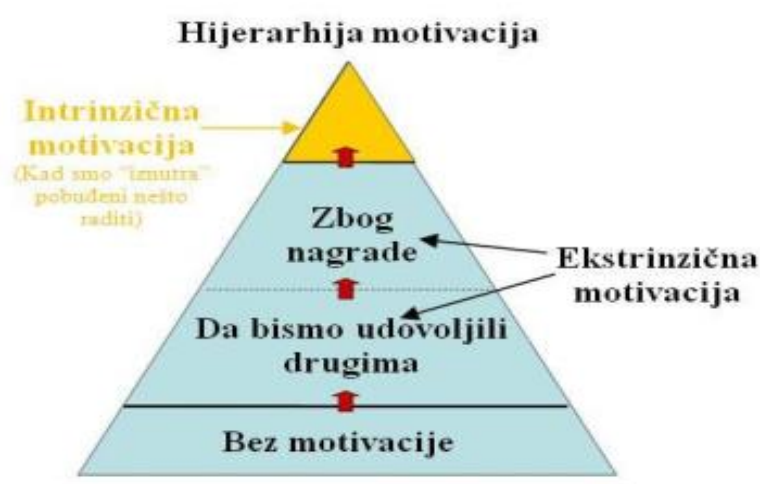 Hijerarhija motivacija
Intrinzična
motivacija
(Kad smo "iznutra"
pobuđeni nešto
raditi)
Zbog
nagrade
Ekstrinzična
motivacija
Da bismo udovoljili
drugima
Bez motivacije